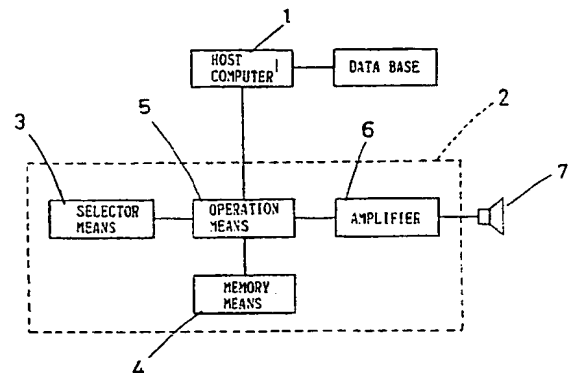 1
HOST
COMPUTER
DATA BASE
2
3
5
6
7
SELECTOR
MEANS
OPERATION
MEANS
AMPLIFIER
MEMORY
MEANS
4